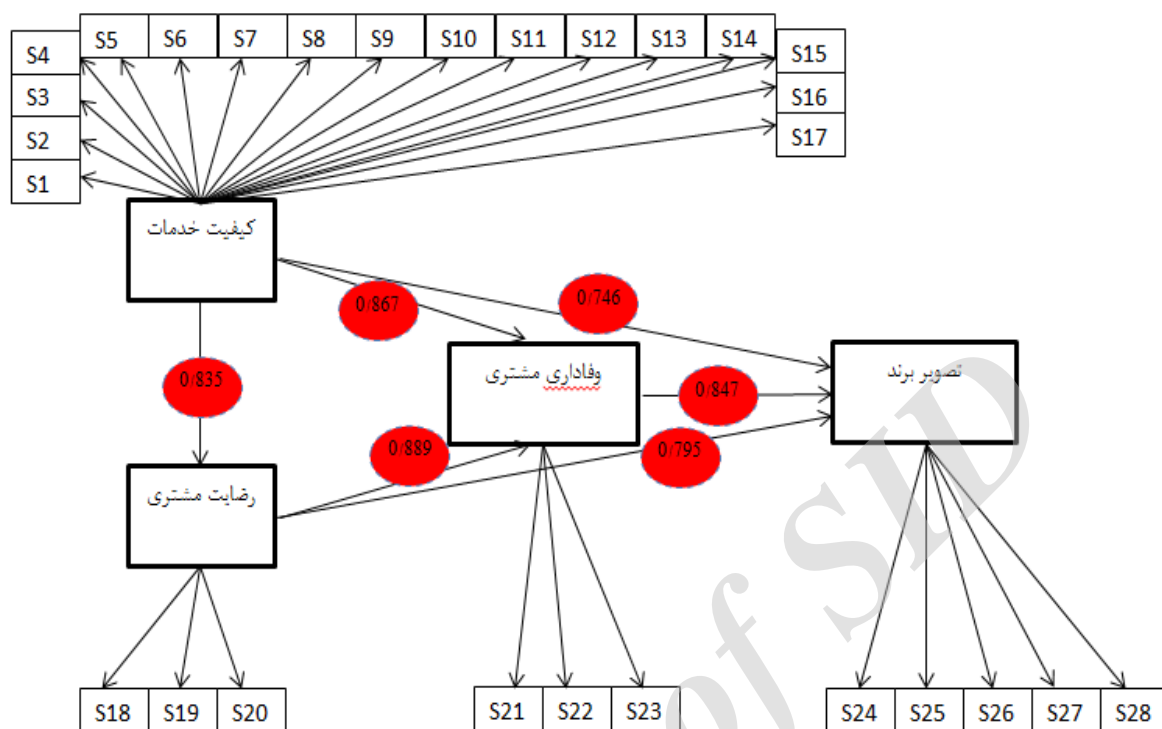 S5 S6 S7 S8 S9 S10 S11 S12 S13 S14
S4 S15
S3 S16
S2 S17
S1
کیفیت خدمات
0/867
0/746
0/835
وفاداری مشتری
تصویر برند
0/847
0/889
0/795
رضایت مشتری
S18 S19 S20
S21 S22 S23
S24 S25 S26 S27 S28
of SID